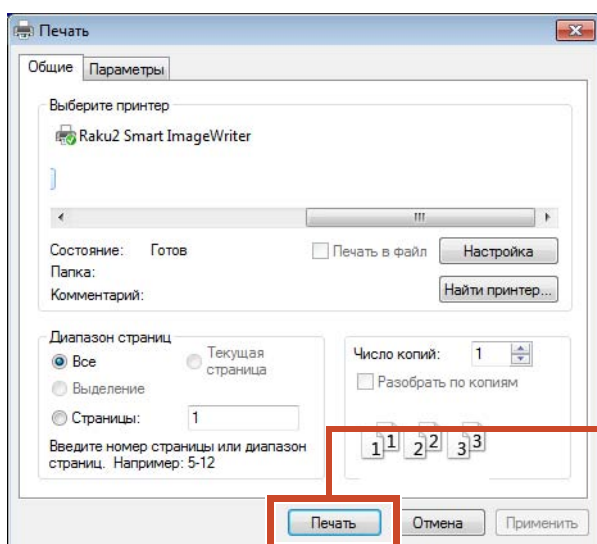 Печать
Общие Параметры
Выберите принтер
Raku2 Smart ImageWriter
Состояние: Готов
Печать в файл Настройка
Папка:
Комментарий:
Найти принтер...
Диапазон страниц
Все
Текущая
страница
Выделение
Страницы: 1
Введите номер страницы или диапазон
страниц. Например: 5-12
Число копий: 1
Разобрать по копиям
1 1 2 2 3 3
Печать Отмена Применить